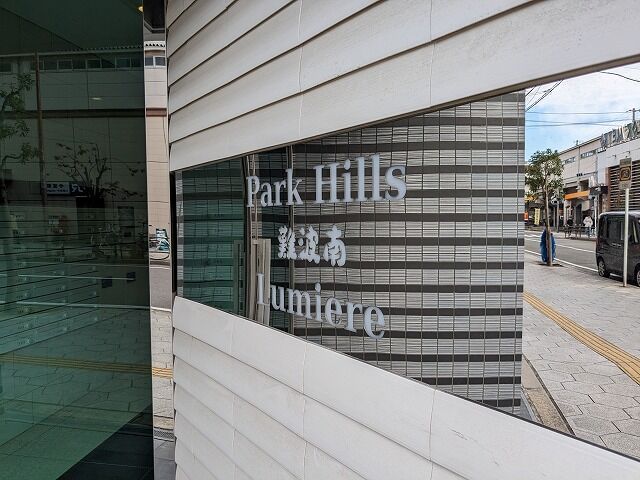 Park Hills
難波南
Lumiere